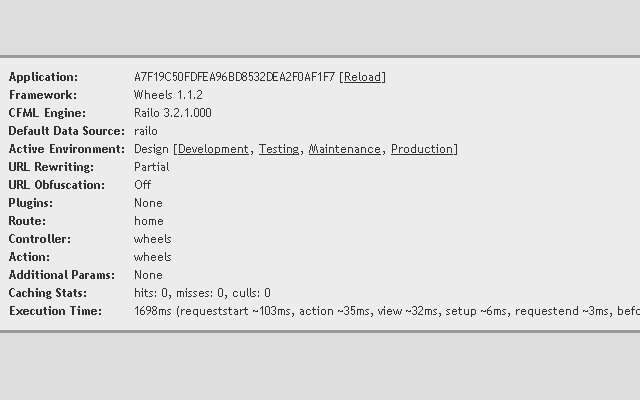 Application: A7F19C50FDFEA96BD8532DEA2F0AF1F7 [Reload]
Framework: Wheels 1.1.2
CFML Engine: Railo 3.2.1.000
Default Data Source: railo
Active Environment: Design [Development, Testing, Maintenance, Production]
URL Rewriting: Partial
URL Obfuscation: Off
Plugins: None
Route: home
Controller: wheels
Action: wheels
Additional Params: None
Caching Stats: hits: 0, misses: 0, culls: 0
Execution Time: 1698ms (requeststart ~103ms, action ~35ms, view ~32ms, setup ~6ms, requestend ~3ms, befo